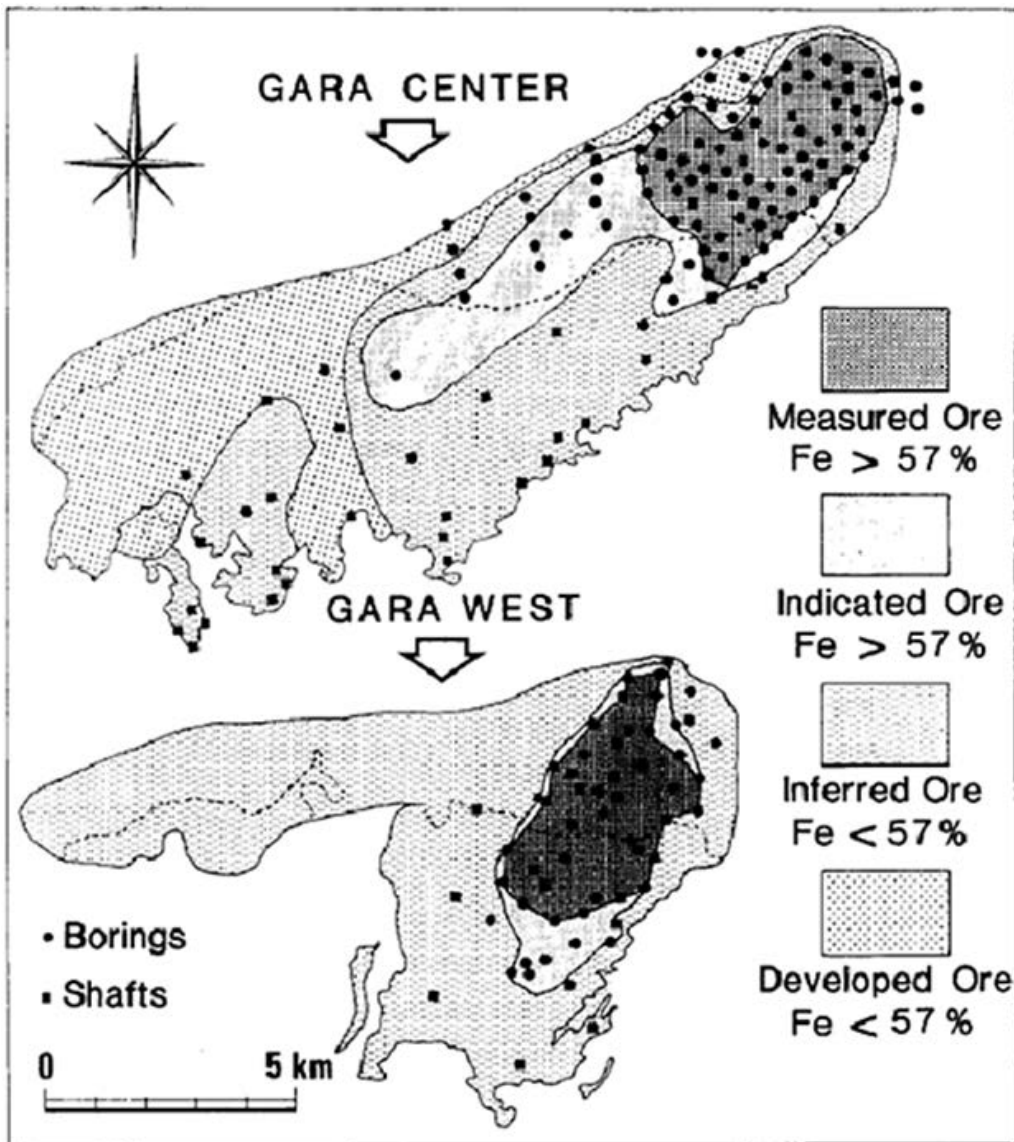 GARA CENTER
Measured Ore
Fe > 57 %
Indicated Ore
Fe > 57 %
GARA WEST
Inferred Ore
Fe < 57 %
• Borings
▪ Shafts
Developed Ore
Fe < 57 %
0 5 km